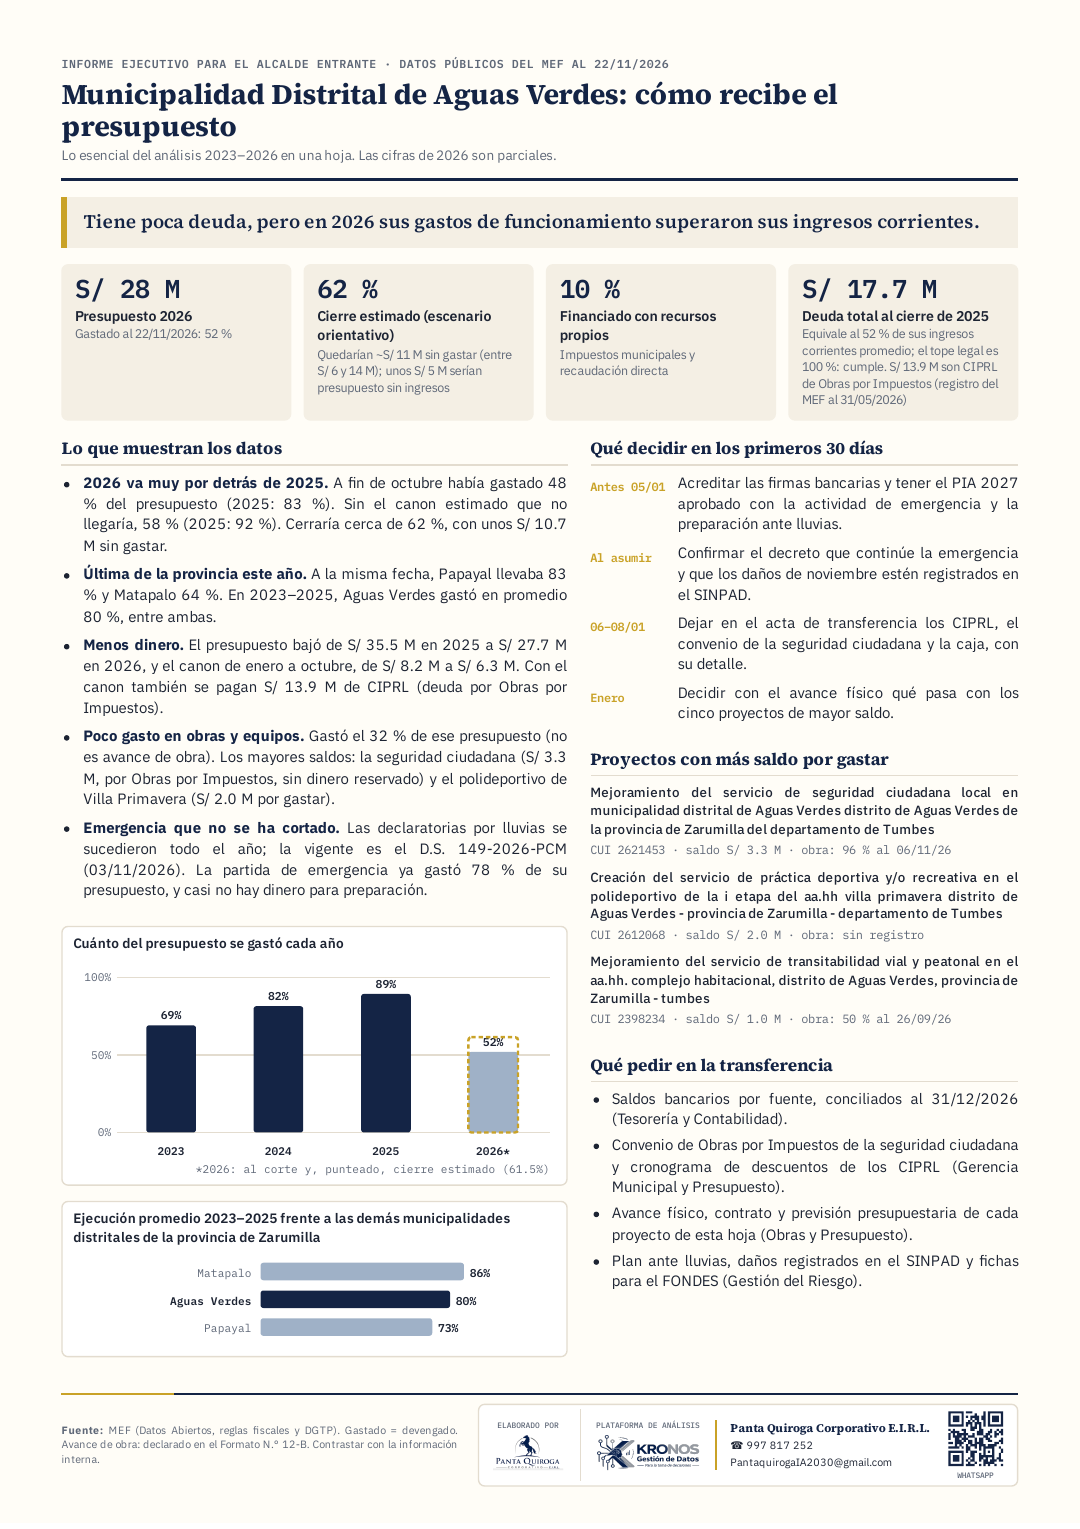 INFORME EJECUTIVO PARA EL ALCALDE ENTRANTE · DATOS PÚBLICOS DEL MEF AL 22/11/2026
Municipalidad Distrital de Aguas Verdes: cómo recibe el
presupuesto
Lo esencial del análisis 2023–2026 en una hoja. Las cifras de 2026 son parciales.
Tiene poca deuda, pero en 2026 sus gastos de funcionamiento superaron sus ingresos corrientes.
S/ 28 M
Presupuesto 2026
Gastado al 22/11/2026: 52 %
62 %
Cierre estimado (escenario
orientativo)
Quedarían ~S/ 11 M sin gastar (entre
S/ 6 y 14 M); unos S/ 5 M serían
presupuesto sin ingresos
10 %
Financiado con recursos
propios
Impuestos municipales y
recaudación directa
S/ 17.7 M
Deuda total al cierre de 2025
Equivale al 52 % de sus ingresos
corrientes promedio; el tope legal es
100 %: cumple. S/ 13.9 M son CIPRL
de Obras por Impuestos (registro del
MEF al 31/05/2026)
Lo que muestran los datos
• 2026 va muy por detrás de 2025. A fin de octubre había gastado 48
% del presupuesto (2025: 83 %). Sin el canon estimado que no
llegaría, 58 % (2025: 92 %). Cerraría cerca de 62 %, con unos S/ 10.7
M sin gastar.
• Última de la provincia este año. A la misma fecha, Papayal llevaba 83
% y Matapalo 64 %. En 2023–2025, Aguas Verdes gastó en promedio
80 %, entre ambas.
• Menos dinero. El presupuesto bajó de S/ 35.5 M en 2025 a S/ 27.7 M
en 2026, y el canon de enero a octubre, de S/ 8.2 M a S/ 6.3 M. Con el
canon también se pagan S/ 13.9 M de CIPRL (deuda por Obras por
Impuestos).
• Poco gasto en obras y equipos. Gastó el 32 % de ese presupuesto (no
es avance de obra). Los mayores saldos: la seguridad ciudadana (S/ 3.3
M, por Obras por Impuestos, sin dinero reservado) y el polideportivo de
Villa Primavera (S/ 2.0 M por gastar).
• Emergencia que no se ha cortado. Las declaratorias por lluvias se
sucedieron todo el año; la vigente es el D.S. 149-2026-PCM
(03/11/2026). La partida de emergencia ya gastó 78 % de su
presupuesto, y casi no hay dinero para preparación.
Cuánto del presupuesto se gastó cada año
100%
50%
0%
69%
82%
89%
52%
2023
2024
2025
2026*
*2026: al corte y, punteado, cierre estimado (61.5%)
Ejecución promedio 2023–2025 frente a las demás municipalidades
distritales de la provincia de Zarumilla
Matapalo 86%
Aguas Verdes 80%
Papayal 73%
Qué decidir en los primeros 30 días
Antes 05/01 Acreditar las firmas bancarias y tener el PIA 2027
aprobado con la actividad de emergencia y la
preparación ante lluvias.
Al asumir Confirmar el decreto que continúe la emergencia
y que los daños de noviembre estén registrados en
el SINPAD.
06–08/01 Dejar en el acta de transferencia los CIPRL, el
convenio de la seguridad ciudadana y la caja, con
su detalle.
Enero Decidir con el avance físico qué pasa con los
cinco proyectos de mayor saldo.
Proyectos con más saldo por gastar
Mejoramiento del servicio de seguridad ciudadana local en
municipalidad distrital de Aguas Verdes distrito de Aguas Verdes de
la provincia de Zarumilla del departamento de Tumbes
CUI 2621453 · saldo S/ 3.3 M · obra: 96 % al 06/11/26
Creación del servicio de práctica deportiva y/o recreativa en el
polideportivo de la i etapa del aa.hh villa primavera distrito de
Aguas Verdes - provincia de Zarumilla - departamento de Tumbes
CUI 2612068 · saldo S/ 2.0 M · obra: sin registro
Mejoramiento del servicio de transitabilidad vial y peatonal en el
aa.hh. complejo habitacional, distrito de Aguas Verdes, provincia de
Zarumilla - tumbes
CUI 2398234 · saldo S/ 1.0 M · obra: 50 % al 26/09/26
Qué pedir en la transferencia
• Saldos bancarios por fuente, conciliados al 31/12/2026
(Tesorería y Contabilidad).
• Convenio de Obras por Impuestos de la seguridad ciudadana
y cronograma de descuentos de los CIPRL (Gerencia
Municipal y Presupuesto).
• Avance físico, contrato y previsión presupuestaria de cada
proyecto de esta hoja (Obras y Presupuesto).
• Plan ante lluvias, daños registrados en el SINPAD y fichas
para el FONDES (Gestión del Riesgo).
Fuente: MEF (Datos Abiertos, reglas fiscales y DGTP). Gastado = devengado.
Avance de obra: declarado en el Formato N.º 12-B. Contrastar con la información
interna.
ELABORADO POR
PANTA QUIROGA
PLATAFORMA DE ANÁLISIS
KRONOS
Gestión de Datos
Panta Quiroga Corporativo E.I.R.L.
☎ 997 817 252
PantaquirogaIA2030@gmail.com
WHATSAPP